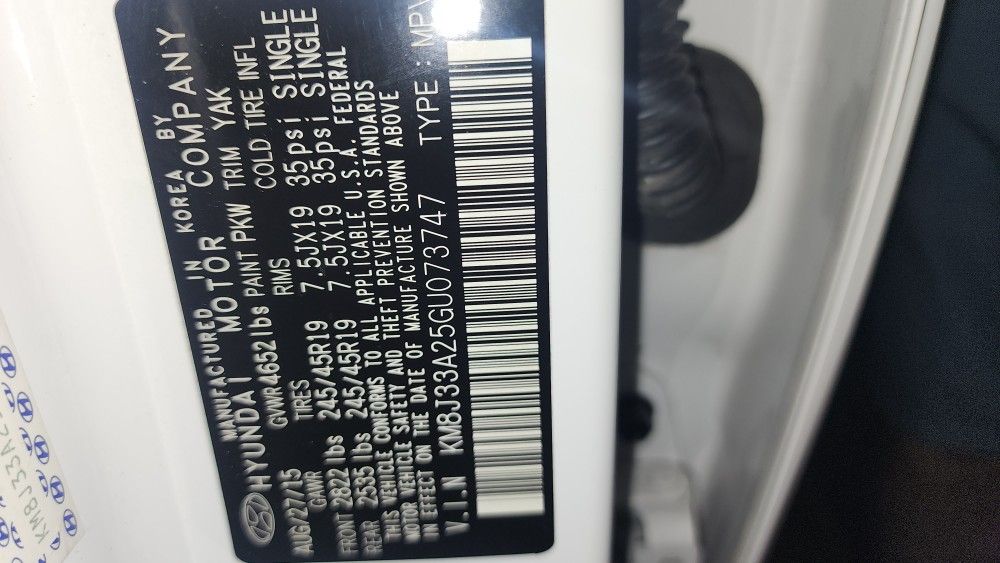 MANUFACTURED IN KOREA BY
HYUNDAI MOTOR COMPANY
AUG/27/15 GVWR 4652lbs PAINT PKW TRIM YAK
GAWR TIRES RIMS COLD TIRE INFL
FRONT 2822 lbs 245/45R19 7.5JX19 35psi SINGLE
REAR 2535 lbs 245/45R19 7.5JX19 35psi SINGLE
THIS VEHICLE CONFORMS TO ALL APPLICABLE U.S.A. FEDERAL
MOTOR VEHICLE SAFETY AND THEFT PREVENTION STANDARDS
IN EFFECT ON THE DATE OF MANUFACTURE SHOWN ABOVE
V.I.N KM8J33A25GU073747 TYPE : MPV
KM8J33A2